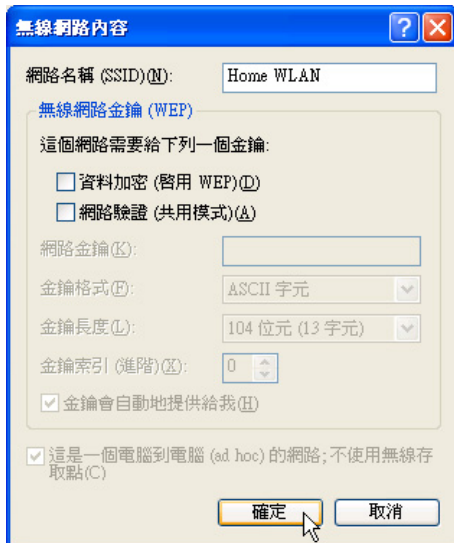 無線網路內容
網路名稱 (SSID)(N): Home WLAN
無線網路金鑰 (WEP)
這個網路需要給下列一個金鑰:
資料加密 (啓用 WEP)(D)
網路驗證 (共用模式)(A)
網路金鑰(K):
金鑰格式(F): ASCII 字元
金鑰長度(L): 104 位元 (13 字元)
金鑰索引 (進階)(X): 0
金鑰會自動地提供給我(H)
這是一個電腦到電腦 (ad hoc) 的網路;不使用無線存
取點(C)
確定 取消